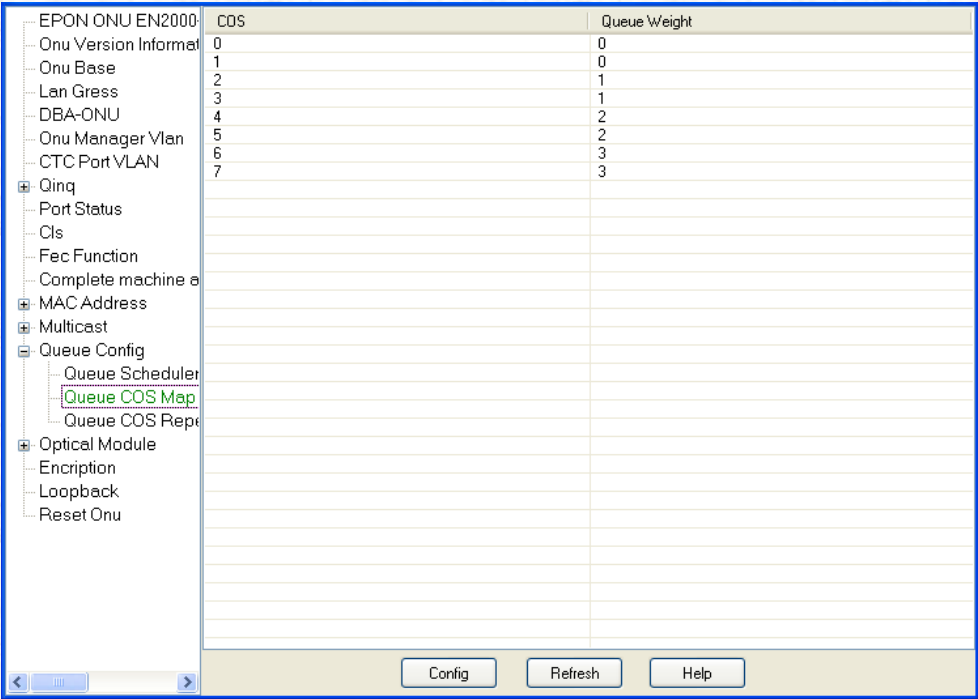 EPON ONU EN2000-
Onu Version Informat
Onu Base
Lan Gress
DBA-ONU
Onu Manager Vlan
CTC Port VLAN
Qinq
Port Status
Cls
Fec Function
Complete machine a
MAC Address
Multicast
Queue Config
Queue Scheduler
Queue COS Map
Queue COS Repe
Optical Module
Encription
Loopback
Reset Onu
COS Queue Weight
0 0
1 0
2 1
3 1
4 2
5 2
6 3
7 3
Config Refresh Help